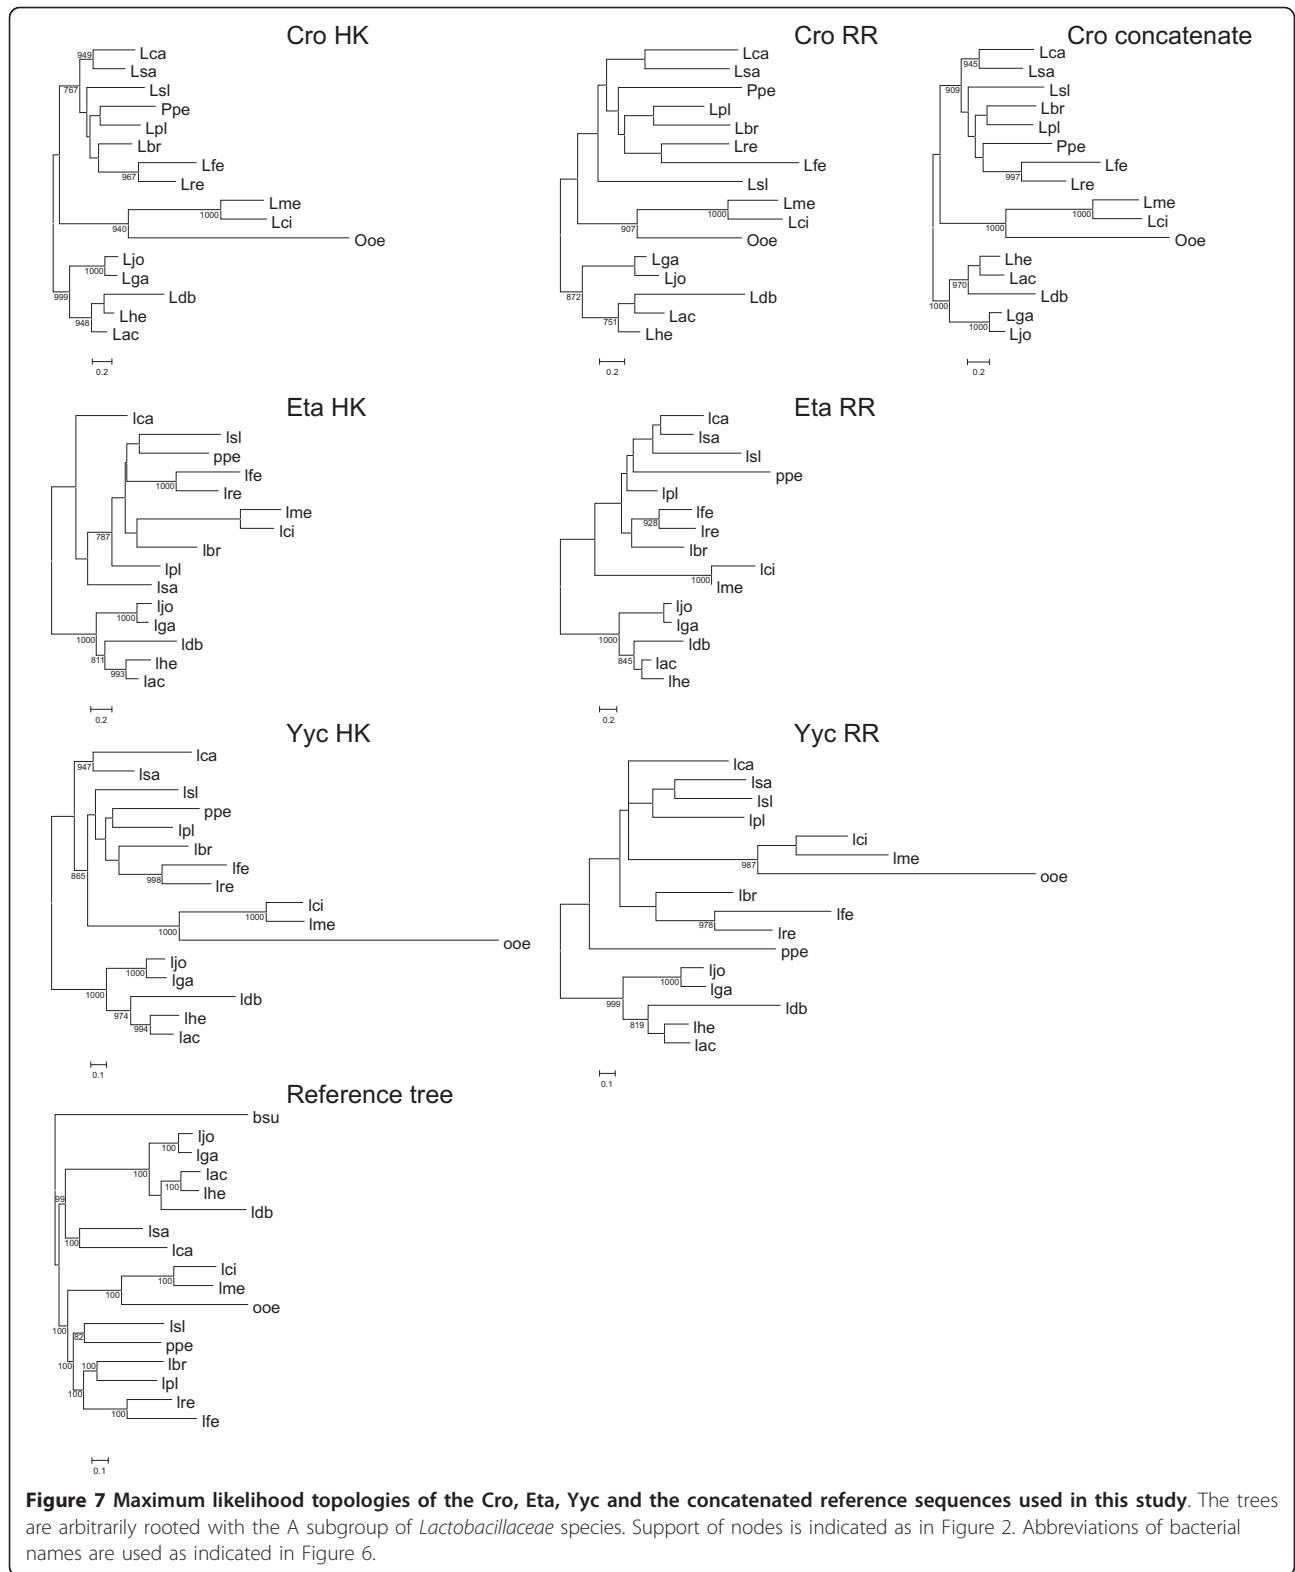 Cro HK
949
Lca
Lsa
767
Lsl
Ppe
Lpl
Lbr
Lfe
967
Lre
Lme
1000
Lci
940
Ooe
Ljo
1000
Lga
999
Ldb
Lhe
948
Lac
0.2
Cro RR
Lca
Lsa
Ppe
Lpl
Lbr
Lre
Lfe
Lsl
Lme
1000
Lci
907
Ooe
Lga
Ljo
872
Ldb
Lac
751
Lhe
0.2
Cro concatenate
Lca
945
Lsa
909
Lsl
Lbr
Lpl
Ppe
Lfe
997
Lre
Lme
1000
Lci
1000
Ooe
Lhe
Lac
970
Ldb
1000
Lga
1000
Ljo
0.2
Eta HK
lca
lsl
ppe
lfe
1000
lre
lme
lci
787
lbr
lpl
lsa
ljo
1000
lga
1000
ldb
811
lhe
993
lac
0.2
Eta RR
lca
lsa
lsl
ppe
lpl
lfe
928
lre
lbr
lci
1000
lme
ljo
lga
1000
ldb
845
lac
lhe
0.2
Yyc HK
lca
947
lsa
lsl
ppe
lpl
lbr
865
lfe
998
lre
lci
1000
lme
1000
ooe
ljo
1000
lga
1000
ldb
974
lhe
994
lac
0.1
Yyc RR
lca
lsa
lsl
lpl
lci
lme
987
ooe
lbr
lfe
978
lre
ppe
ljo
1000
lga
999
ldb
819
lhe
lac
0.1
Reference tree
bsu
ljo
100
lga
100
lac
100
lhe
99
ldb
lsa
100
lca
lci
100
lme
100
ooe
100
lsl
82
ppe
100
100
lbr
lpl
100
lre
100
lfe
0.1
Figure 7 Maximum likelihood topologies of the Cro, Eta, Yyc and the concatenated reference sequences used in this study. The trees
are arbitrarily rooted with the A subgroup of Lactobacillaceae species. Support of nodes is indicated as in Figure 2. Abbreviations of bacterial
names are used as indicated in Figure 6.